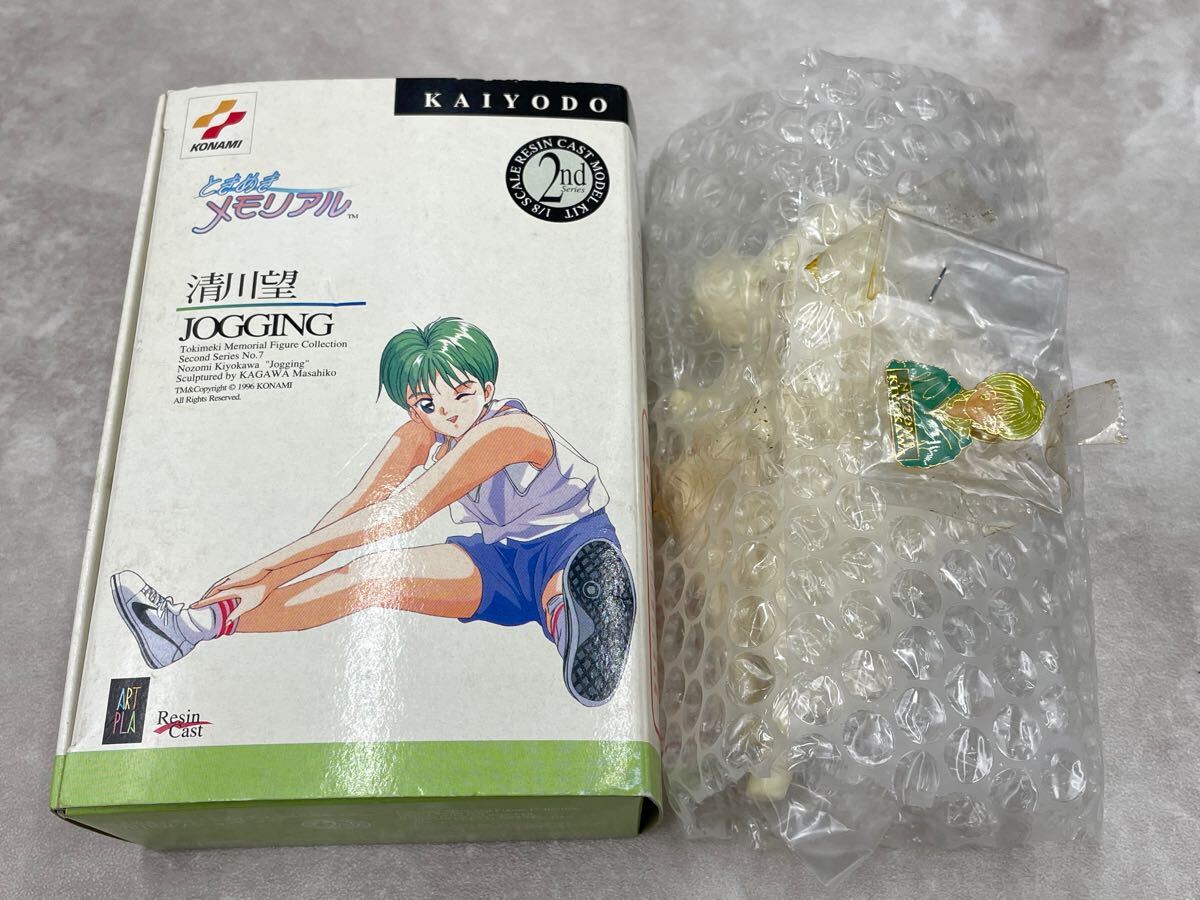 KAIYODO
KONAMI
1/8 SCALE RESIN CAST MODEL KIT
2nd
Series
ときめき
メモリアル™
清川望
JOGGING
Tokimeki Memorial Figure Collection
Second Series No.7
Nozomi Kiyokawa "Jogging"
Sculptured by KAGAWA Masahiko
TM&Copyright © 1996 KONAMI
All Rights Reserved.
ART
PLA
Resin
Cast